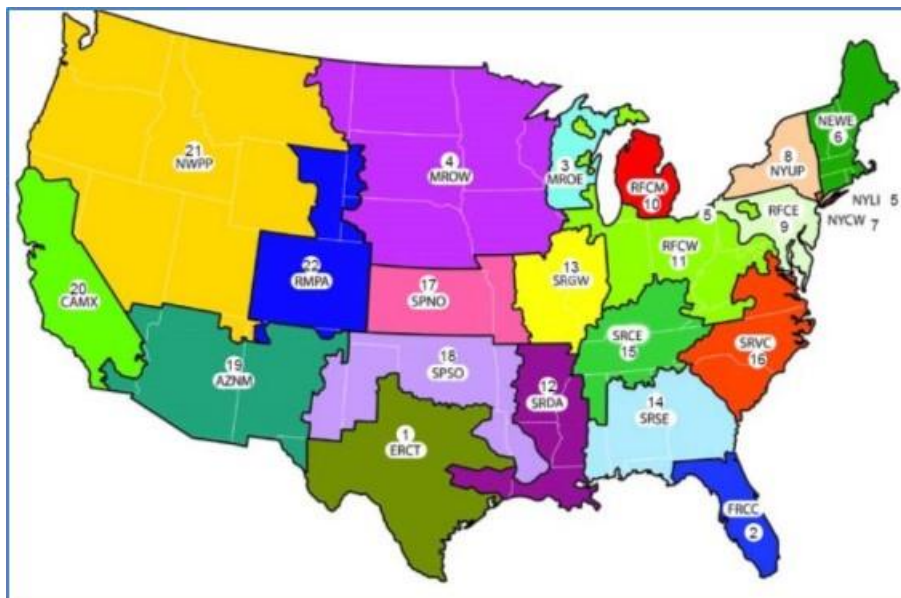 21
NWPP
4
MROW
3
MROE
RFCM
10
8
NYUP
NEWE
6
NYLI 5
NYCW 7
RFCE
9
5
RFCW
11
20
CAMX
22
RMPA
17
SPNO
13
SRGW
SRCE
15
SRVC
16
19
AZNM
18
SPSO
12
SRDA
14
SRSE
1
ERCT
FRCC
2